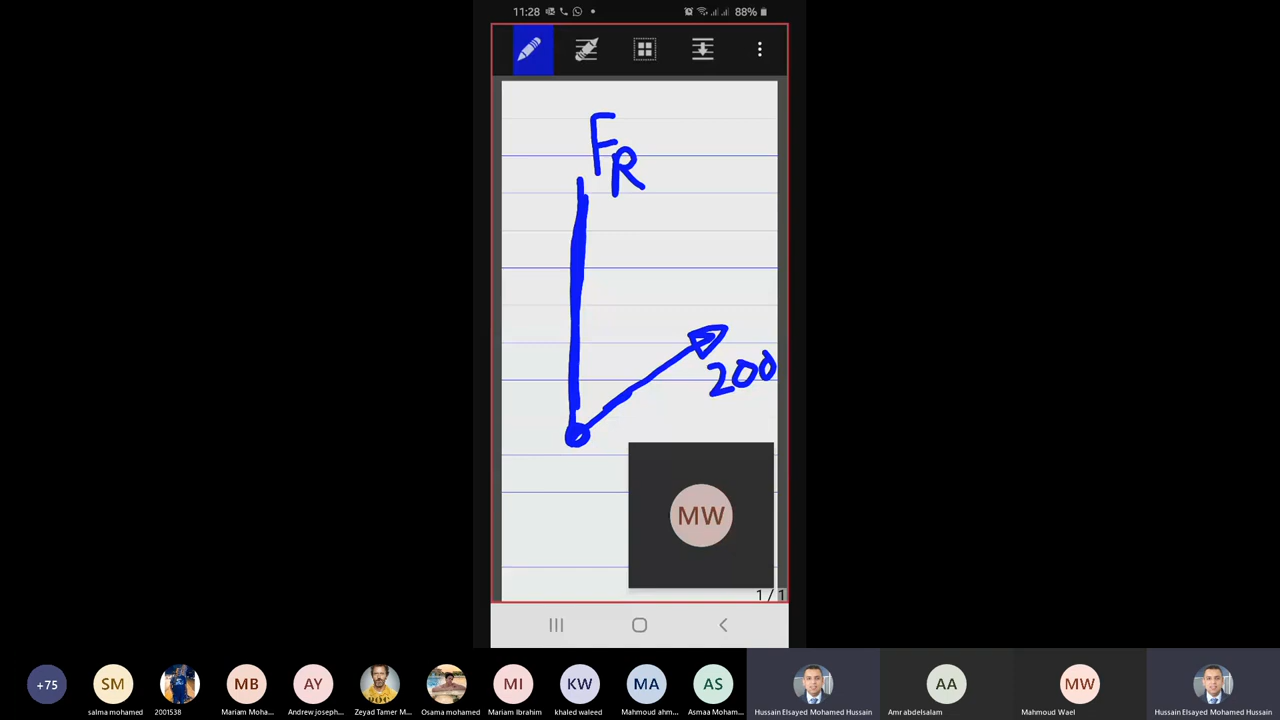 11:28
88%
FR
200
MW
1/1
+75
SM
MB
AY
MI
KW
MA
AS
AA
MW
salma mohamed
2001538
Mariam Moha...
Andrew joseph...
Zeyad Tamer M...
Osama mohamed
Mariam Ibrahim
khaled waleed
Mahmoud ahm...
Asmaa Moham...
Hussain Elsayed Mohamed Hussain
Amr abdelsalam
Mahmoud Wael
Hussain Elsayed Mohamed Hussain